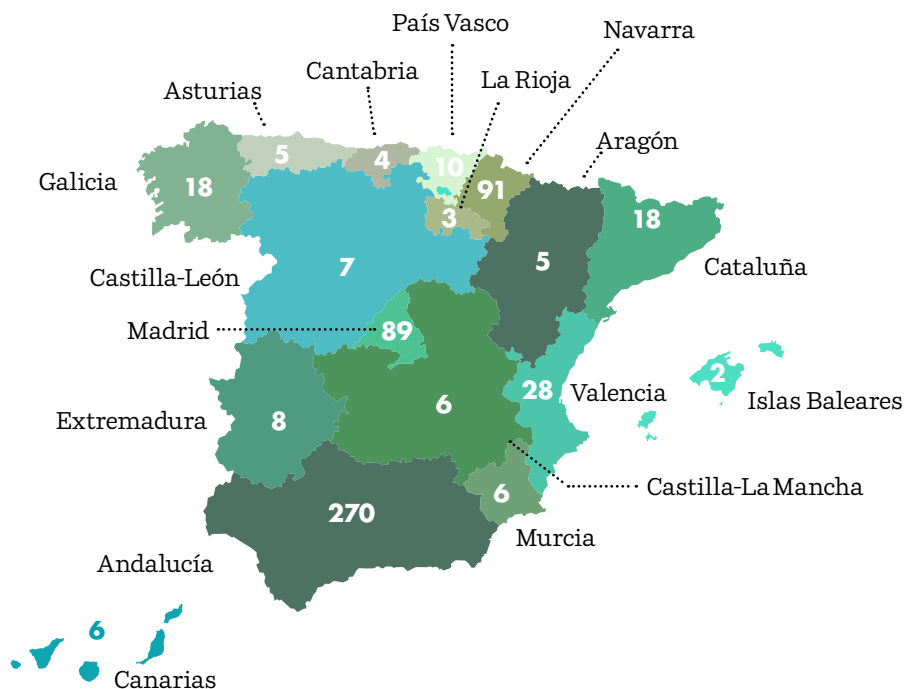 País Vasco
Navarra
Cantabria
La Rioja
Asturias
Aragón
5
4
10
Galicia
18
91
3
18
7
5
Cataluña
Castilla-León
Madrid
89
2
28
Valencia
Islas Baleares
6
Extremadura
8
Castilla-La Mancha
6
270
Murcia
Andalucía
6
Canarias